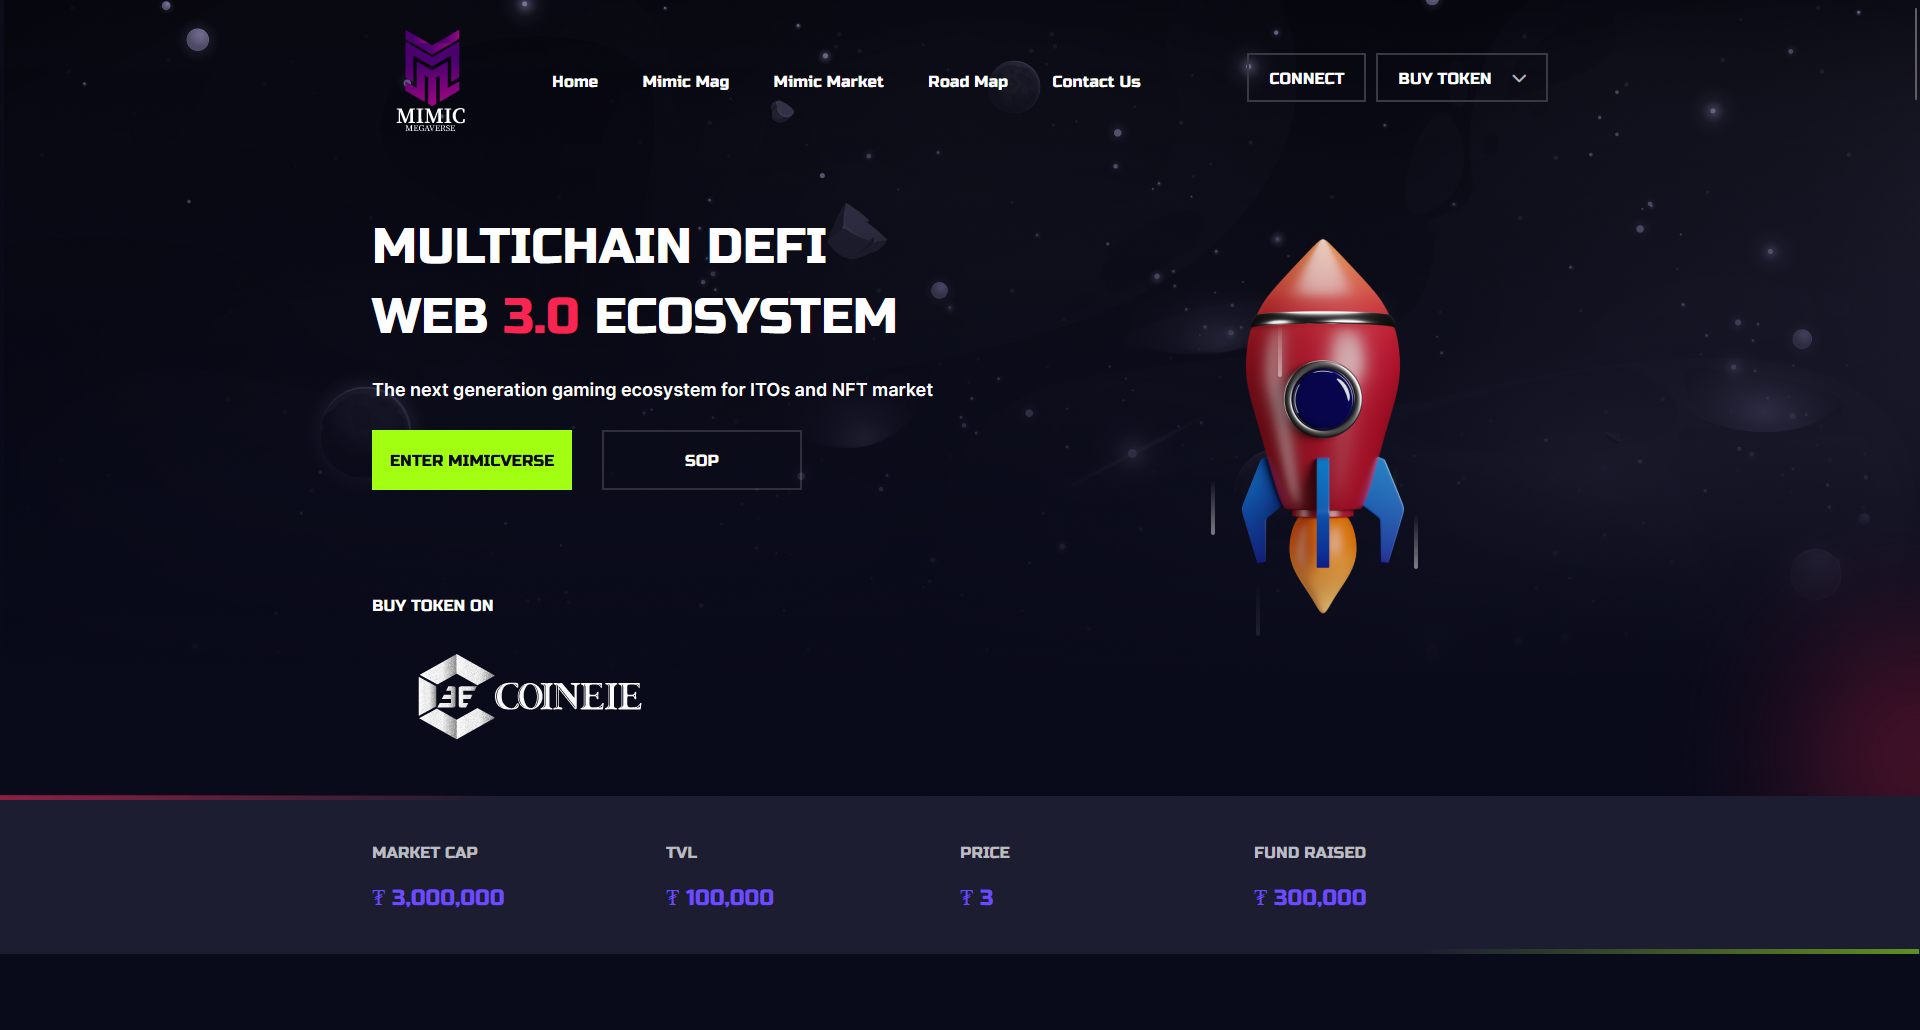 MIMIC
MEGAVERSE
Home
Mimic Mag
Mimic Market
Road Map
Contact Us
CONNECT
BUY TOKEN
MULTICHAIN DEFI
WEB 3.0 ECOSYSTEM
The next generation gaming ecosystem for ITOs and NFT market
ENTER MIMICVERSE
SOP
BUY TOKEN ON
COINEIE
MARKET CAP
₮ 3,000,000
TVL
₮ 100,000
PRICE
₮ 3
FUND RAISED
₮ 300,000